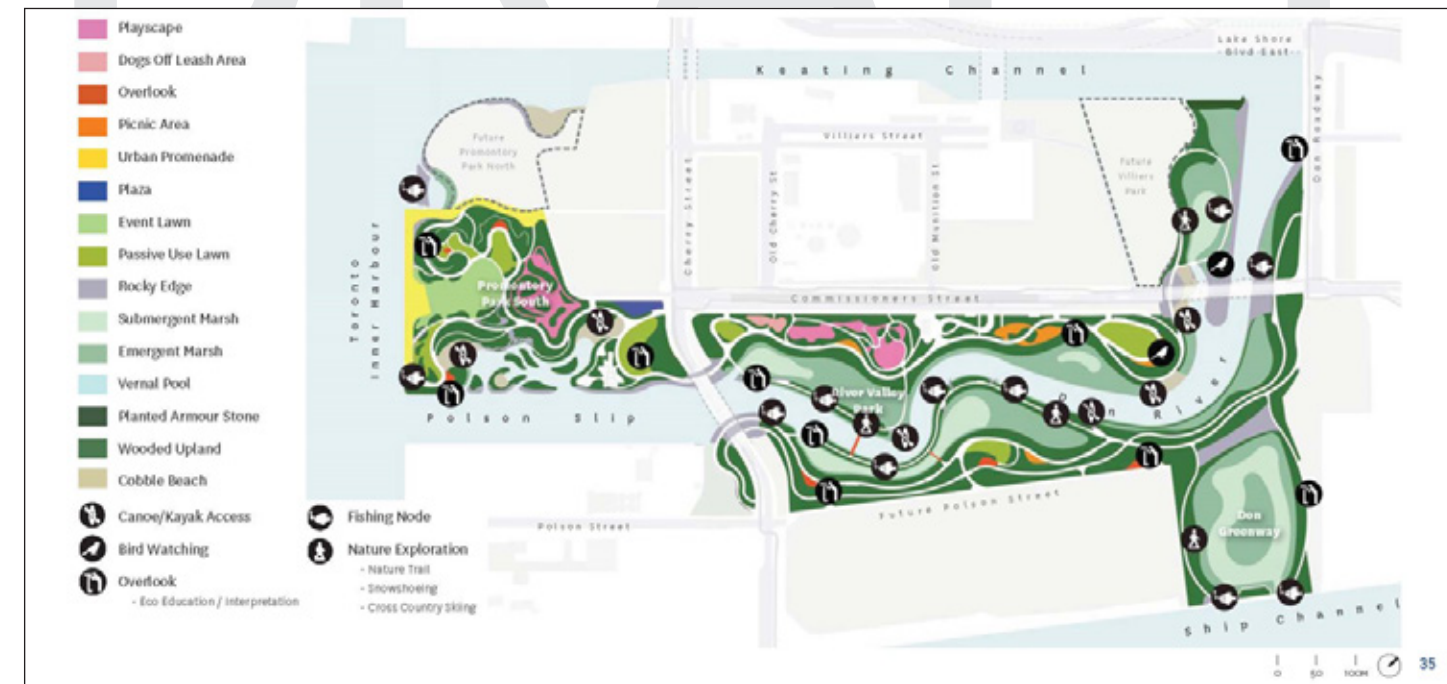 Playscape
Dogs Off Leash Area
Overlook
Picnic Area
Urban Promenade
Plaza
Event Lawn
Passive Use Lawn
Rocky Edge
Submergent Marsh
Emergent Marsh
Vernal Pool
Planted Armour Stone
Wooded Upland
Cobble Beach
Canoe/Kayak Access
Bird Watching
Overlook
- Eco Education / Interpretation
Fishing Node
Nature Exploration
- Nature Trail
- Snowshoeing
- Cross Country Skiing
Lake Shore
Blvd East
Keating Channel
Don Roadway
Future
Promontory
Park North
Villiers Street
Future
Villiers
Park
Cherry Street
Old Cherry St
Old Munition St
Toronto
Inner Harbour
Promontory
Park South
Commissioners Street
River Valley
Park
Don River
Polson Slip
Polson Street
Future Polson Street
Don
Greenway
Ship Channel
0 50 100M
35